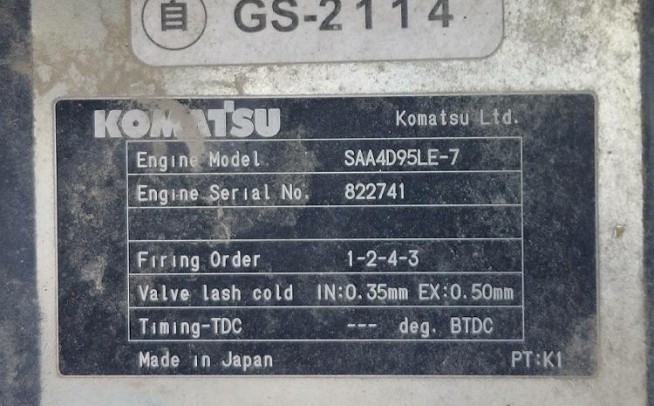 自 GS-2114
KOMATSU Komatsu Ltd.
Engine Model SAA4D95LE-7
Engine Serial No. 822741
Firing Order 1-2-4-3
Valve lash cold IN:0.35mm EX:0.50mm
Timing-TDC --- deg. BTDC
Made in Japan PT:K1